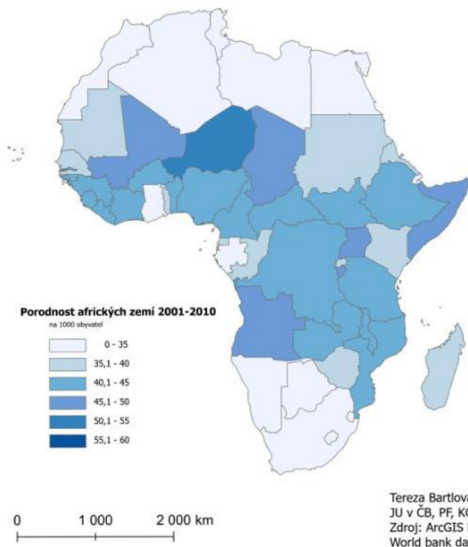 Porodnost afrických zemí 2001-2010
na 1000 obyvatel
0 - 35
35,1 - 40
40,1 - 45
45,1 - 50
50,1 - 55
55,1 - 60
0 1 000 2 000 km
Tereza Bartlov
JU v ČB, PF,
Zdroj: ArcGIS
World bank da